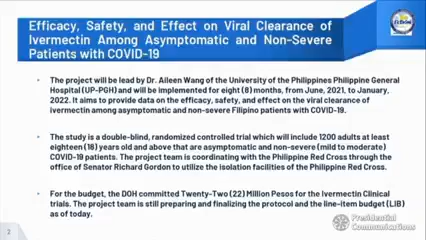 Efficacy, Safety, and Effect on Viral Clearance of
Ivermectin Among Asymptomatic and Non-Severe
Patients with COVID-19
• The project will be lead by Dr. Aileen Wang of the University of the Philippines Philippine General
Hospital (UP-PGH) and will be implemented for eight (8) months, from June, 2021, to January,
2022. It aims to provide data on the efficacy, safety, and effect on the viral clearance of
ivermectin among asymptomatic and non-severe Filipino patients with COVID-19.
• The study is a double-blind, randomized controlled trial which will include 1200 adults at least
eighteen (18) years old and above that are asymptomatic and non-severe (mild to moderate)
COVID-19 patients. The project team is coordinating with the Philippine Red Cross through the
office of Senator Richard Gordon to utilize the isolation facilities of the Philippine Red Cross.
• For the budget, the DOH committed Twenty-Two (22) Million Pesos for the Ivermectin Clinical
trials. The project team is still preparing and finalizing the protocol and the line-item budget (LIB)
as of today.
2
Presidential
Communications